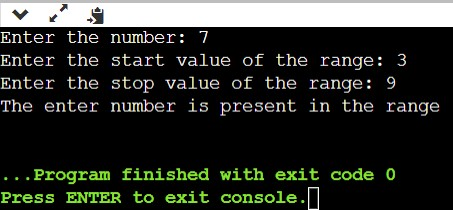 Enter the number: 7
Enter the start value of the range: 3
Enter the stop value of the range: 9
The enter number is present in the range
...Program finished with exit code 0
Press ENTER to exit console.